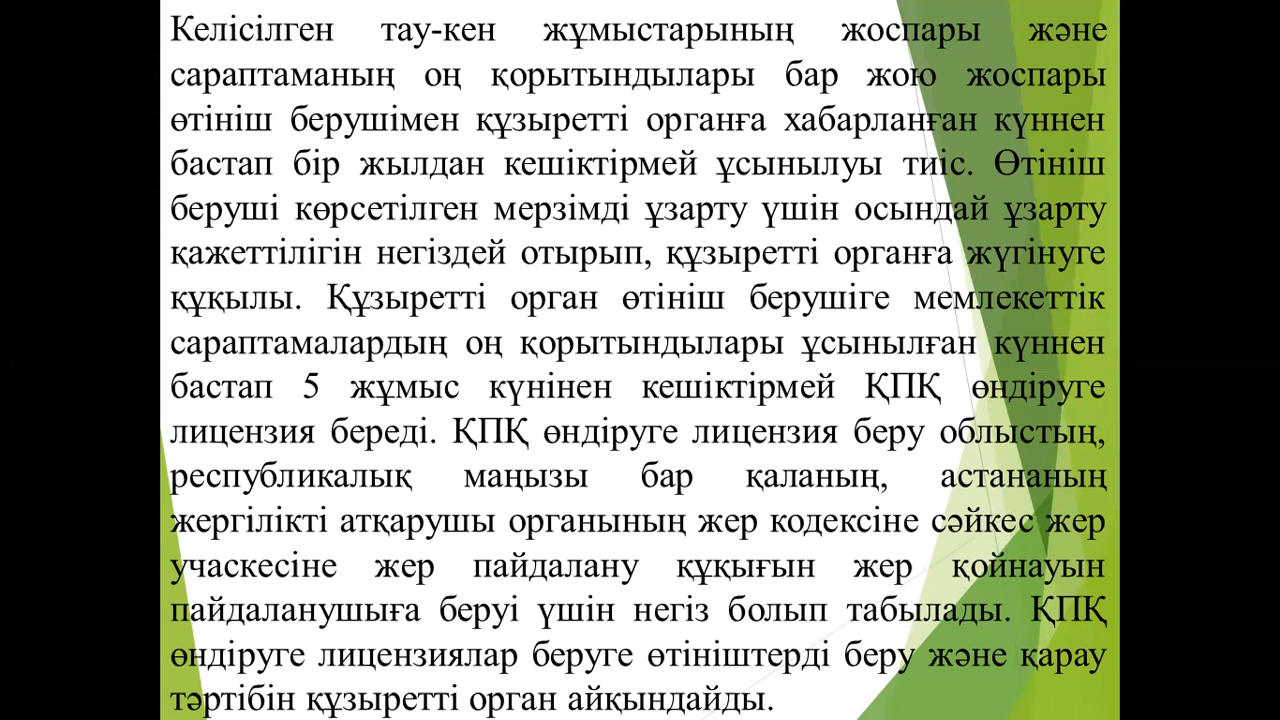 Келісілген тау-кен жұмыстарының жоспары және
сараптаманың оң қорытындылары бар жою жоспары
өтініш берушімен құзыретті органға хабарланған күннен
бастап бір жылдан кешіктірмей ұсынылуы тиіс. Өтініш
беруші көрсетілген мерзімді ұзарту үшін осындай ұзарту
қажеттілігін негіздей отырып, құзыретті органға жүгінуге
құқылы. Құзыретті орган өтініш берушіге мемлекеттік
сараптамалардың оң қорытындылары ұсынылған күннен
бастап 5 жұмыс күнінен кешіктірмей ҚПҚ өндіруге
лицензия береді. ҚПҚ өндіруге лицензия беру облыстың,
республикалық маңызы бар қаланың, астананың
жергілікті атқарушы органының жер кодексіне сәйкес жер
учаскесіне жер пайдалану құқығын жер қойнауын
пайдаланушыға беруі үшін негіз болып табылады. ҚПҚ
өндіруге лицензиялар беруге өтініштерді беру және қарау
тәртібін құзыретті орган айқындайды.